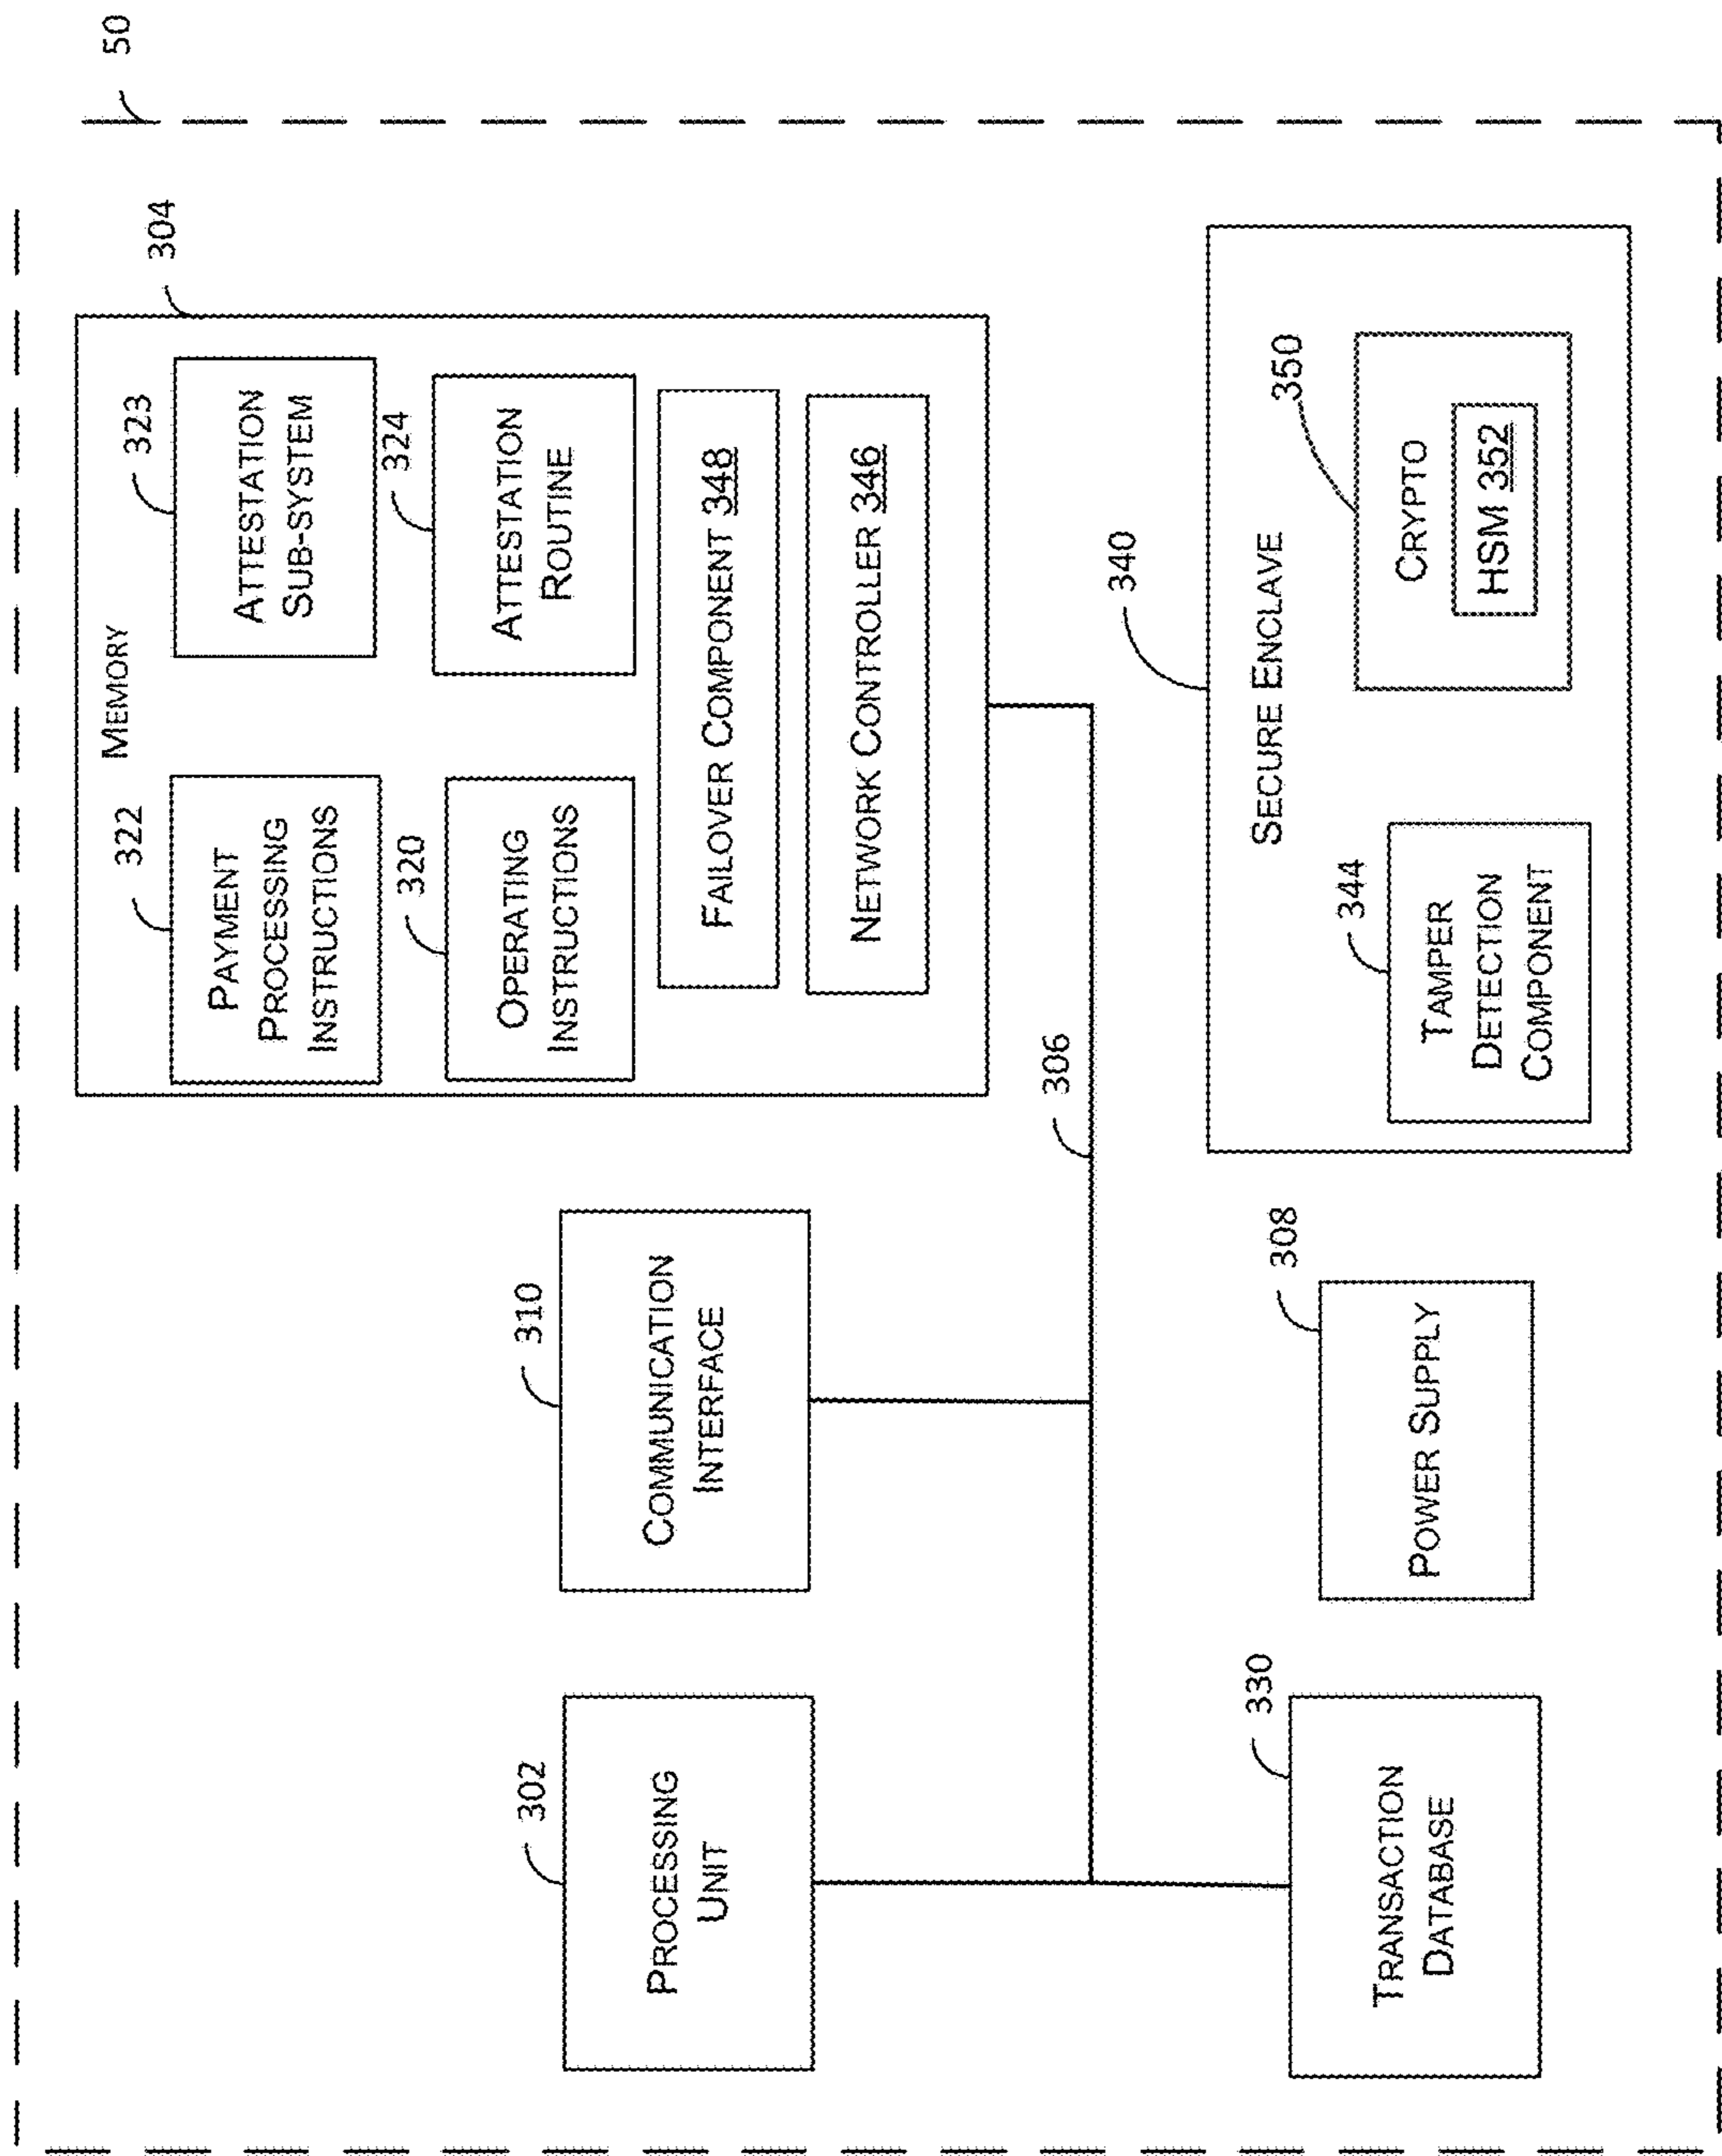 50
304
MEMORY
322
PAYMENT
PROCESSING
INSTRUCTIONS
323
ATTESTATION
SUB-SYSTEM
320
OPERATING
INSTRUCTIONS
324
ATTESTATION
ROUTINE
FAILOVER COMPONENT 348
NETWORK CONTROLLER 346
302
PROCESSING
UNIT
310
COMMUNICATION
INTERFACE
306
330
TRANSACTION
DATABASE
308
POWER SUPPLY
340
SECURE ENCLAVE
344
TAMPER
DETECTION
COMPONENT
350
CRYPTO
HSM 352